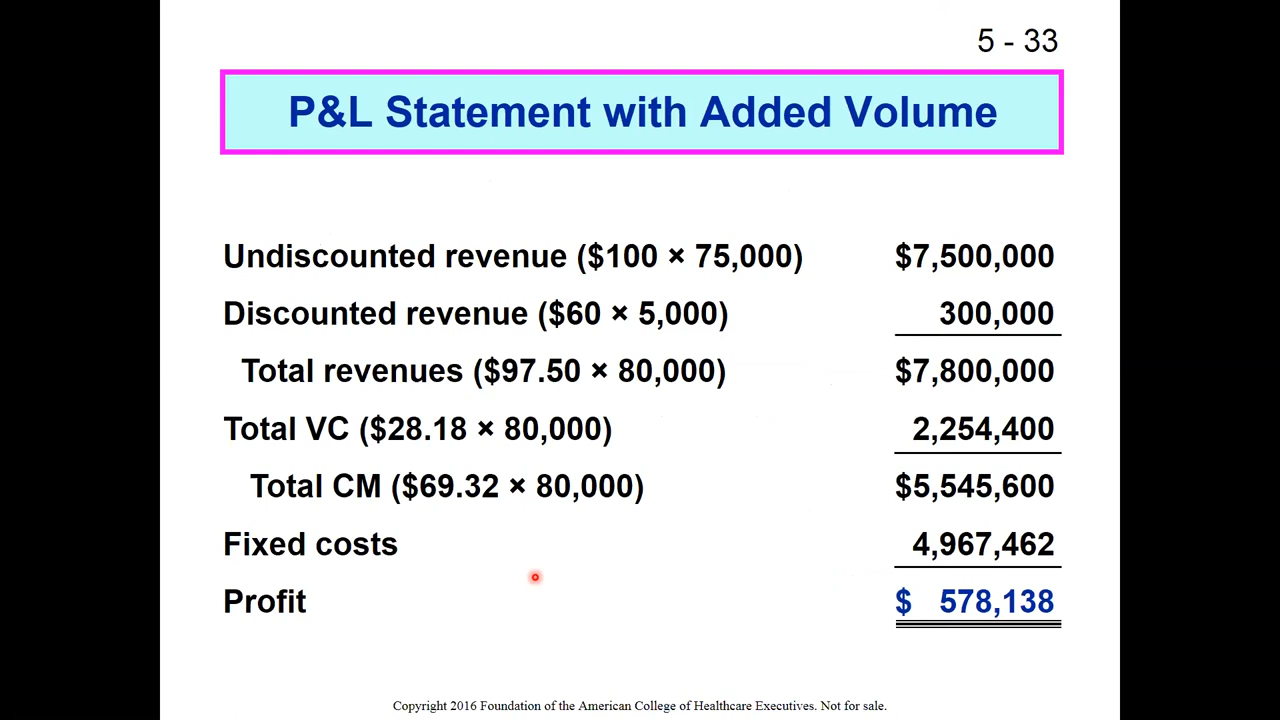 5 - 33
P&L Statement with Added Volume
Undiscounted revenue ($100 × 75,000) $7,500,000
Discounted revenue ($60 × 5,000) 300,000
Total revenues ($97.50 × 80,000) $7,800,000
Total VC ($28.18 × 80,000) 2,254,400
Total CM ($69.32 × 80,000) $5,545,600
Fixed costs 4,967,462
Profit $ 578,138
Copyright 2016 Foundation of the American College of Healthcare Executives. Not for sale.